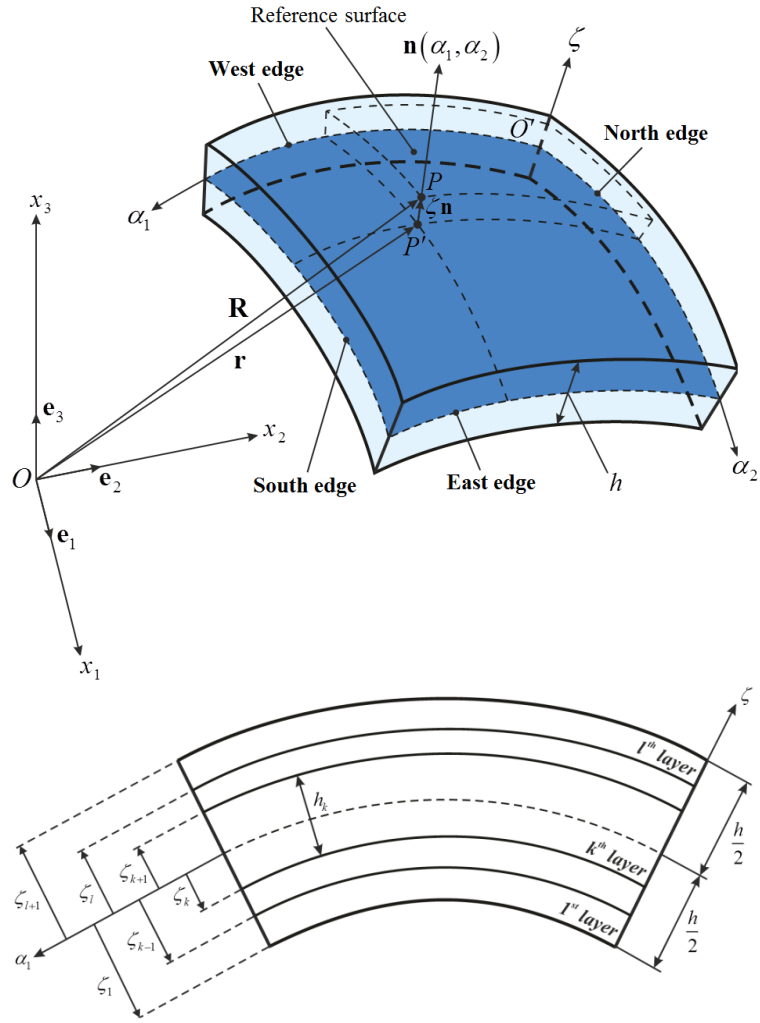 Reference surface
n(α₁, α₂)
ζ
West edge
O'
North edge
P
α₁
ζn
x₃
P'
R
r
e₃
x₂
O
e₂
South edge
East edge
h
α₂
e₁
x₁
ζ
lᵗʰ layer
hₖ
h/2
kᵗʰ layer
ζₖ₊₁
ζₗ
ζₖ
ζₗ₊₁
1ˢᵗ layer
h/2
ζₖ₋₁
α₁
ζ₁